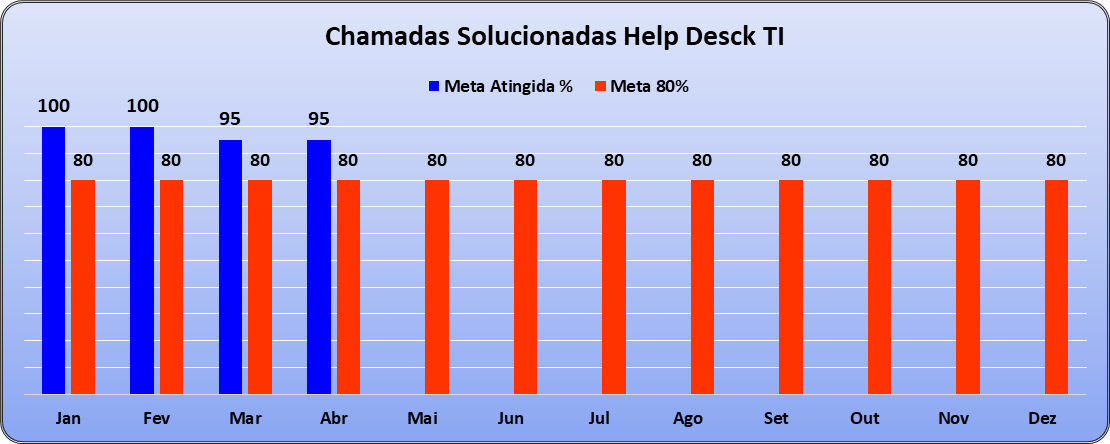 Chamadas Solucionadas Help Desck TI
Meta Atingida % Meta 80%
100 100 95 95
80 80 80 80 80 80 80 80 80 80 80 80
Jan Fev Mar Abr Mai Jun Jul Ago Set Out Nov Dez